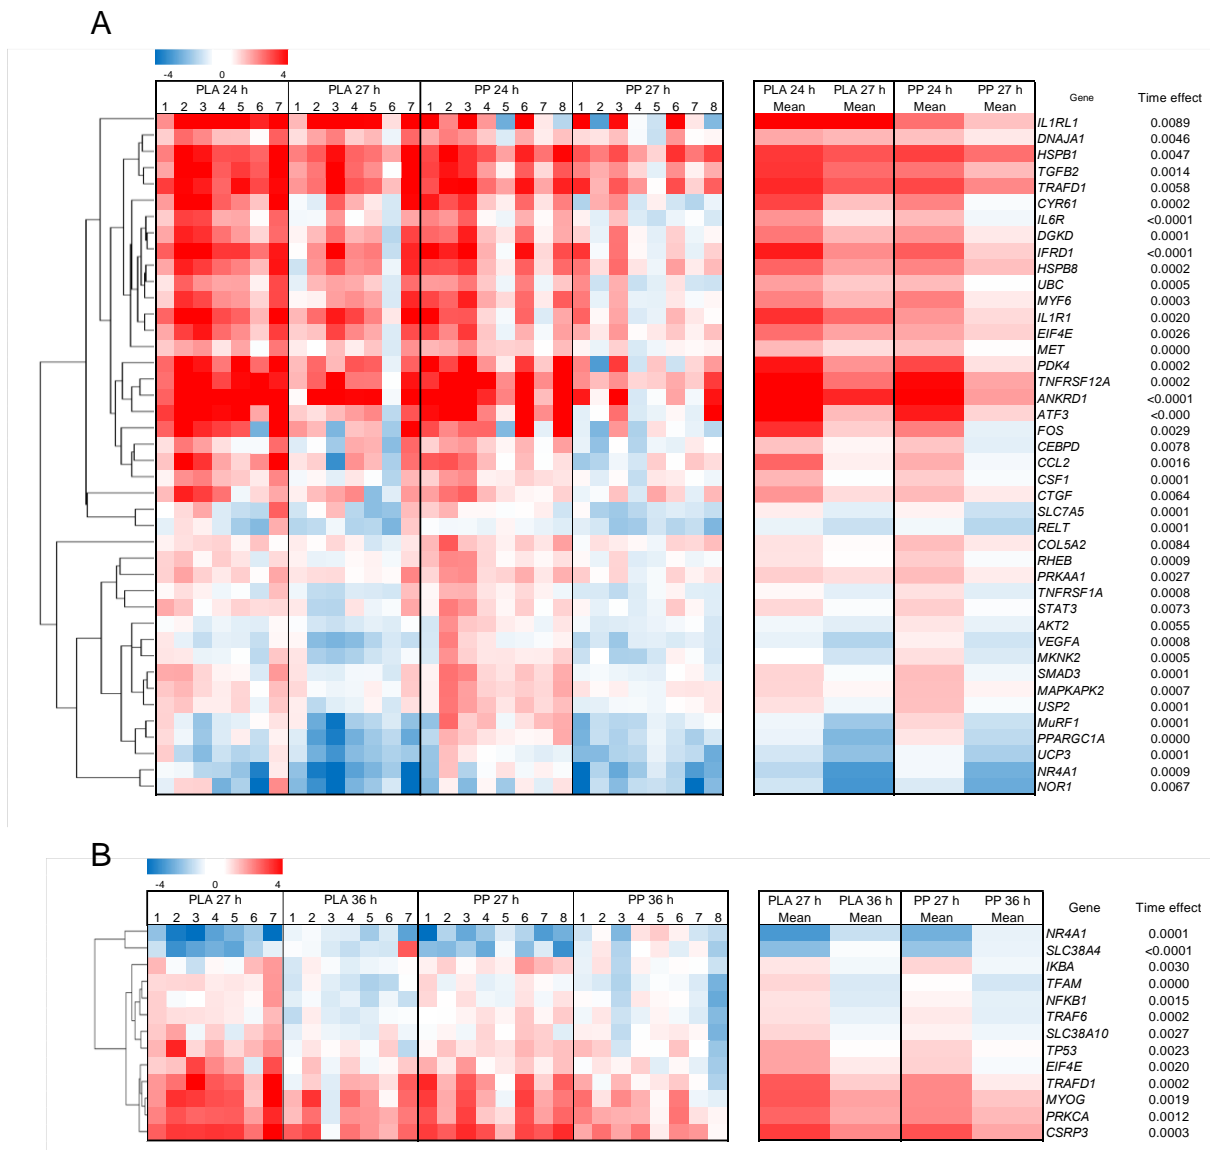 A
-4 0 4
PLA 24 h PLA 27 h PP 24 h PP 27 h PLA 24 h PLA 27 h PP 24 h PP 27 h
1 2 3 4 5 6 7 1 2 3 4 5 6 7 1 2 3 4 5 6 7 8 1 2 3 4 5 6 7 8 Mean Mean Mean Mean
Gene Time effect
IL1RL1 0.0089
DNAJA1 0.0046
HSPB1 0.0047
TGFB2 0.0014
TRAFD1 0.0058
CYR61 0.0002
IL6R <0.0001
DGKD 0.0001
IFRD1 <0.0001
HSPB8 0.0002
UBC 0.0005
MYF6 0.0003
IL1R1 0.0020
EIF4E 0.0026
MET 0.0000
PDK4 0.0002
TNFRSF12A 0.0002
ANKRD1 <0.0001
ATF3 <0.000
FOS 0.0029
CEBPD 0.0078
CCL2 0.0016
CSF1 0.0001
CTGF 0.0064
SLC7A5 0.0001
RELT 0.0001
COL5A2 0.0084
RHEB 0.0009
PRKAA1 0.0027
TNFRSF1A 0.0008
STAT3 0.0073
AKT2 0.0055
VEGFA 0.0008
MKNK2 0.0005
SMAD3 0.0001
MAPKAPK2 0.0007
USP2 0.0001
MuRF1 0.0001
PPARGC1A 0.0000
UCP3 0.0001
NR4A1 0.0009
NOR1 0.0067
B
-4 0 4
PLA 27 h PLA 36 h PP 27 h PP 36 h PLA 27 h PLA 36 h PP 27 h PP 36 h
1 2 3 4 5 6 7 1 2 3 4 5 6 7 1 2 3 4 5 6 7 8 1 2 3 4 5 6 7 8 Mean Mean Mean Mean
Gene Time effect
NR4A1 0.0001
SLC38A4 <0.0001
IKBA 0.0030
TFAM 0.0000
NFKB1 0.0015
TRAF6 0.0002
SLC38A10 0.0027
TP53 0.0023
EIF4E 0.0020
TRAFD1 0.0002
MYOG 0.0019
PRKCA 0.0012
CSRP3 0.0003